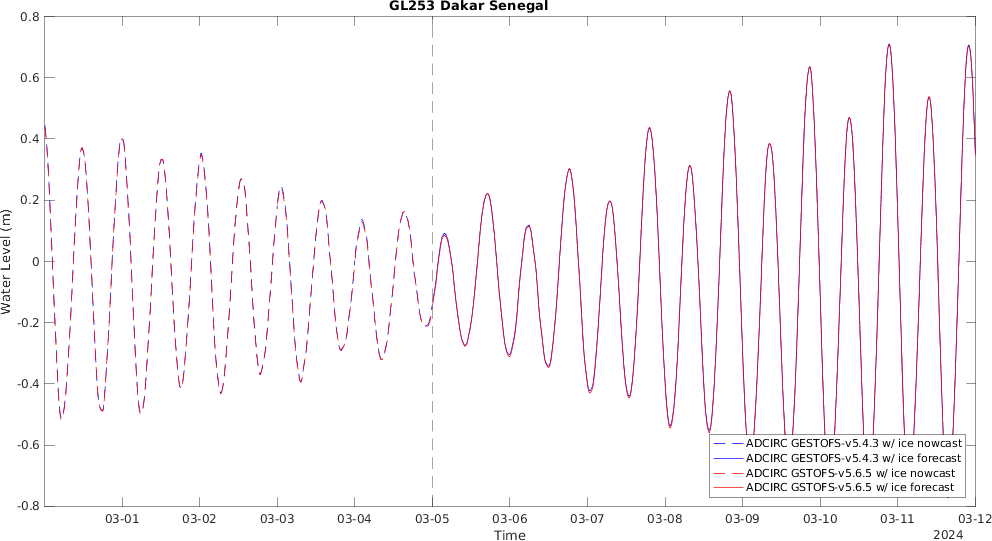 GL253 Dakar Senegal
0.8
0.6
0.4
0.2
0
-0.2
-0.4
-0.6
-0.8
Water Level (m)
ADCIRC GESTOFS-v5.4.3 w/ ice nowcast
ADCIRC GESTOFS-v5.4.3 w/ ice forecast
ADCIRC GSTOFS-v5.6.5 w/ ice nowcast
ADCIRC GSTOFS-v5.6.5 w/ ice forecast
03-01 03-02 03-03 03-04 03-05 03-06 03-07 03-08 03-09 03-10 03-11 03-12
Time
2024